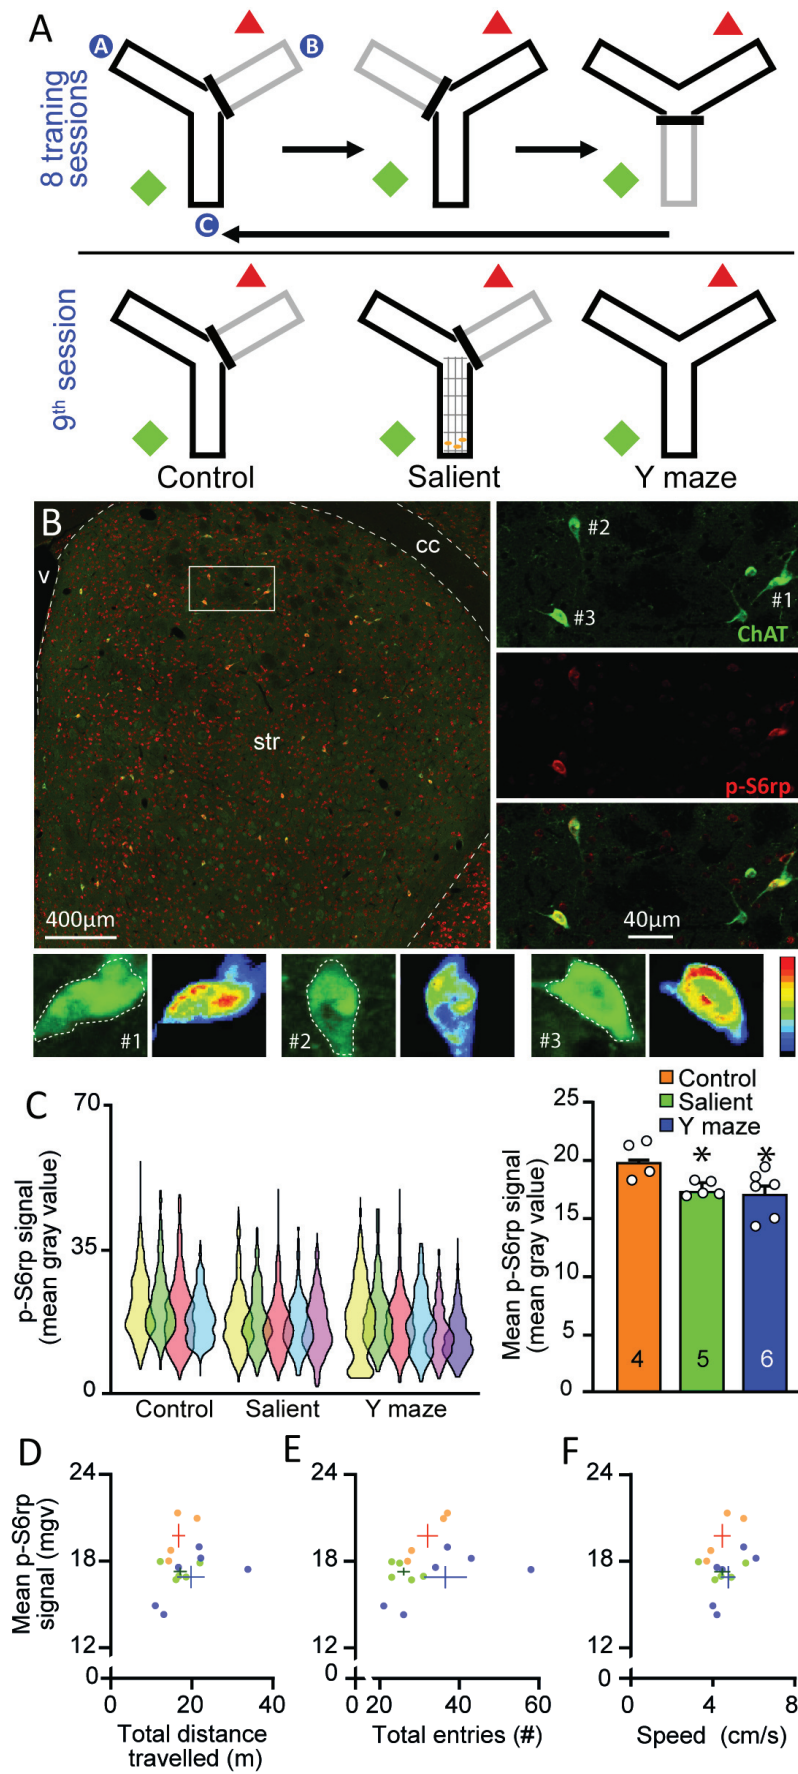 A
8 traning
sessions
A
B
C
9th session
Control
Salient
Y maze
B
v
cc
str
400µm
#2
#1
#3
ChAT
p-S6rp
40µm
#1
#2
#3
C
p-S6rp signal
(mean gray value)
70
35
0
Control
Salient
Y maze
Control
Salient
Y maze
Mean p-S6rp signal
(mean gray value)
25
20
15
10
5
0
*
*
4
5
6
D
Mean p-S6rp
signal (mgv)
24
18
12
0
0
20
40
Total distance
travelled (m)
E
24
18
12
0
0
20
40
60
Total entries (#)
F
24
18
12
0
0
4
8
Speed (cm/s)